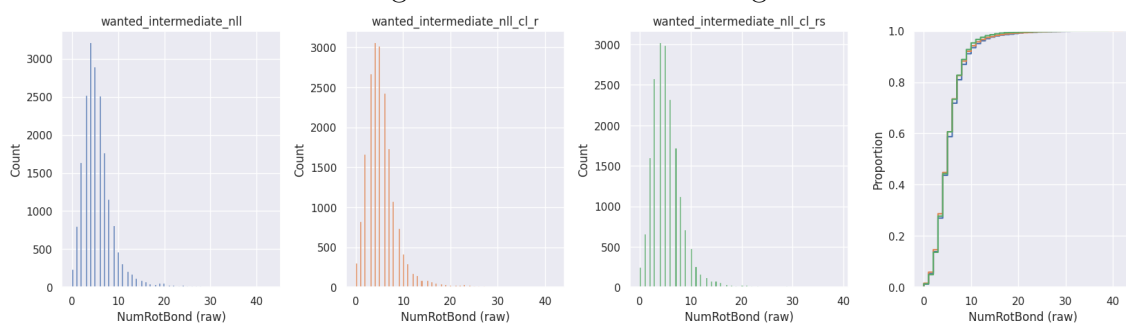 wanted_intermediate_nll
wanted_intermediate_nll_cl_r
wanted_intermediate_nll_cl_rs
Count
3000
2500
2000
1500
1000
500
0
0 10 20 30 40
NumRotBond (raw)
Count
3000
2500
2000
1500
1000
500
0
0 10 20 30 40
NumRotBond (raw)
Count
3000
2500
2000
1500
1000
500
0
0 10 20 30 40
NumRotBond (raw)
Proportion
1.0
0.8
0.6
0.4
0.2
0.0
0 10 20 30 40
NumRotBond (raw)